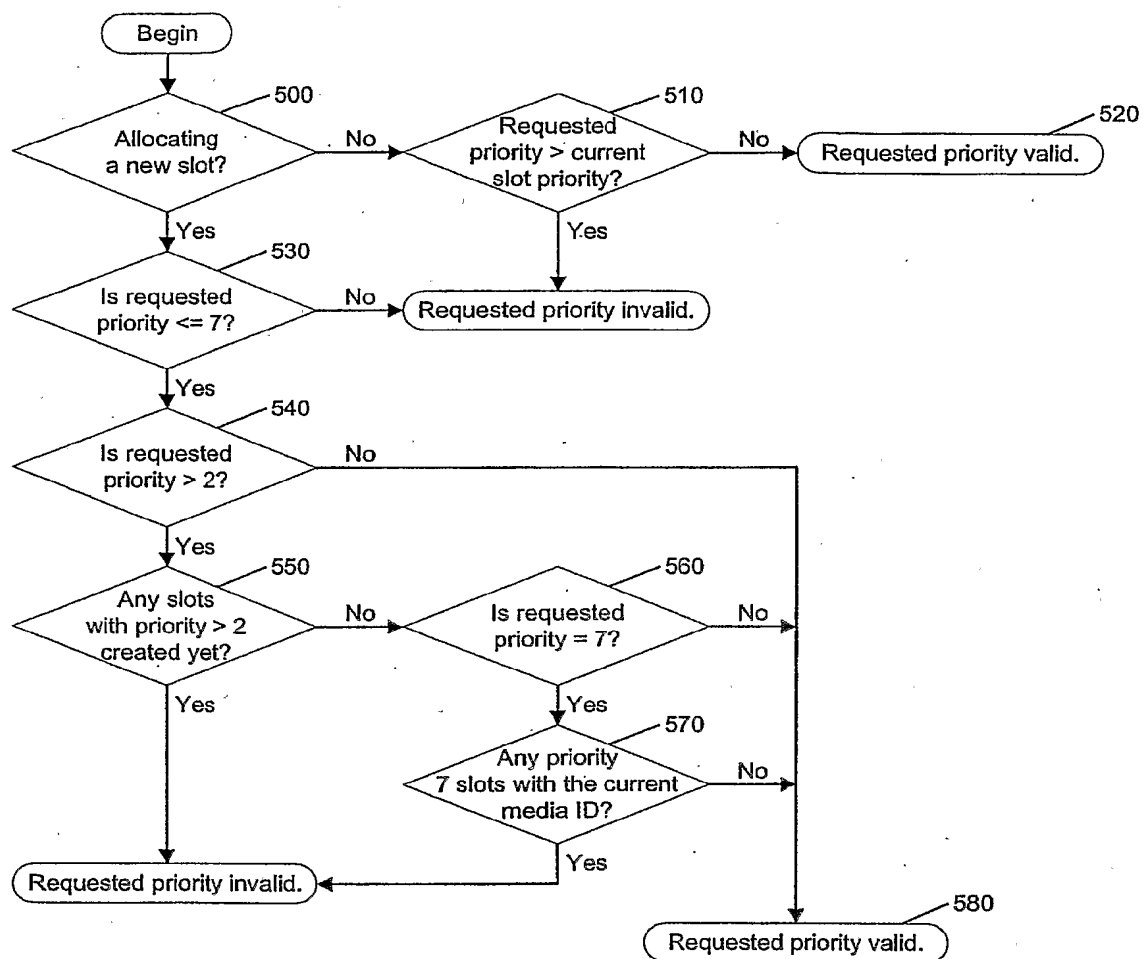 Begin
500
Allocating
a new slot?
No
510
Requested
priority > current
slot priority?
No
520
Requested priority valid.
Yes
Yes
530
Is requested
priority <= 7?
No
Requested priority invalid.
Yes
540
Is requested
priority > 2?
No
Yes
550
Any slots
with priority > 2
created yet?
No
560
Is requested
priority = 7?
No
Yes
Yes
570
Any priority
7 slots with the current
media ID?
No
Yes
Requested priority invalid.
580
Requested priority valid.